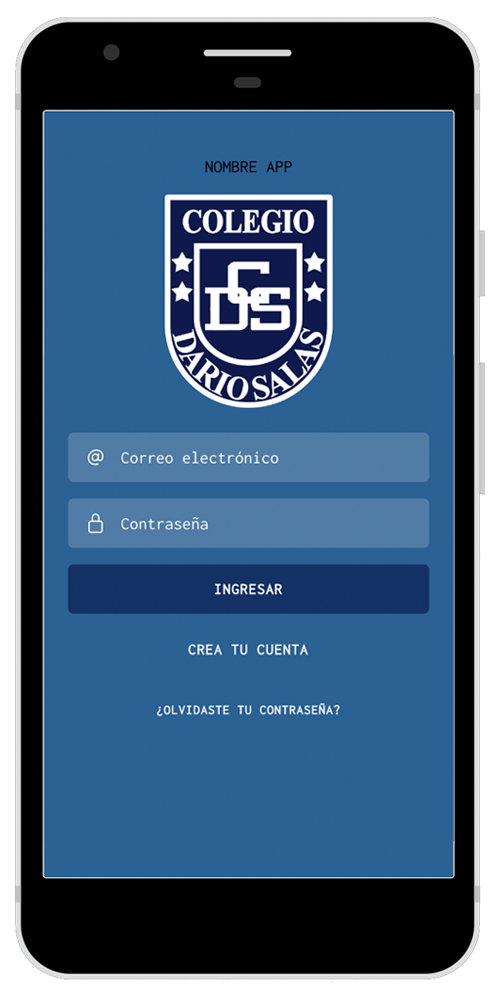 NOMBRE APP
COLEGIO
CDS
DARIO SALAS
@ Correo electrónico
Contraseña
INGRESAR
CREA TU CUENTA
¿OLVIDASTE TU CONTRASEÑA?